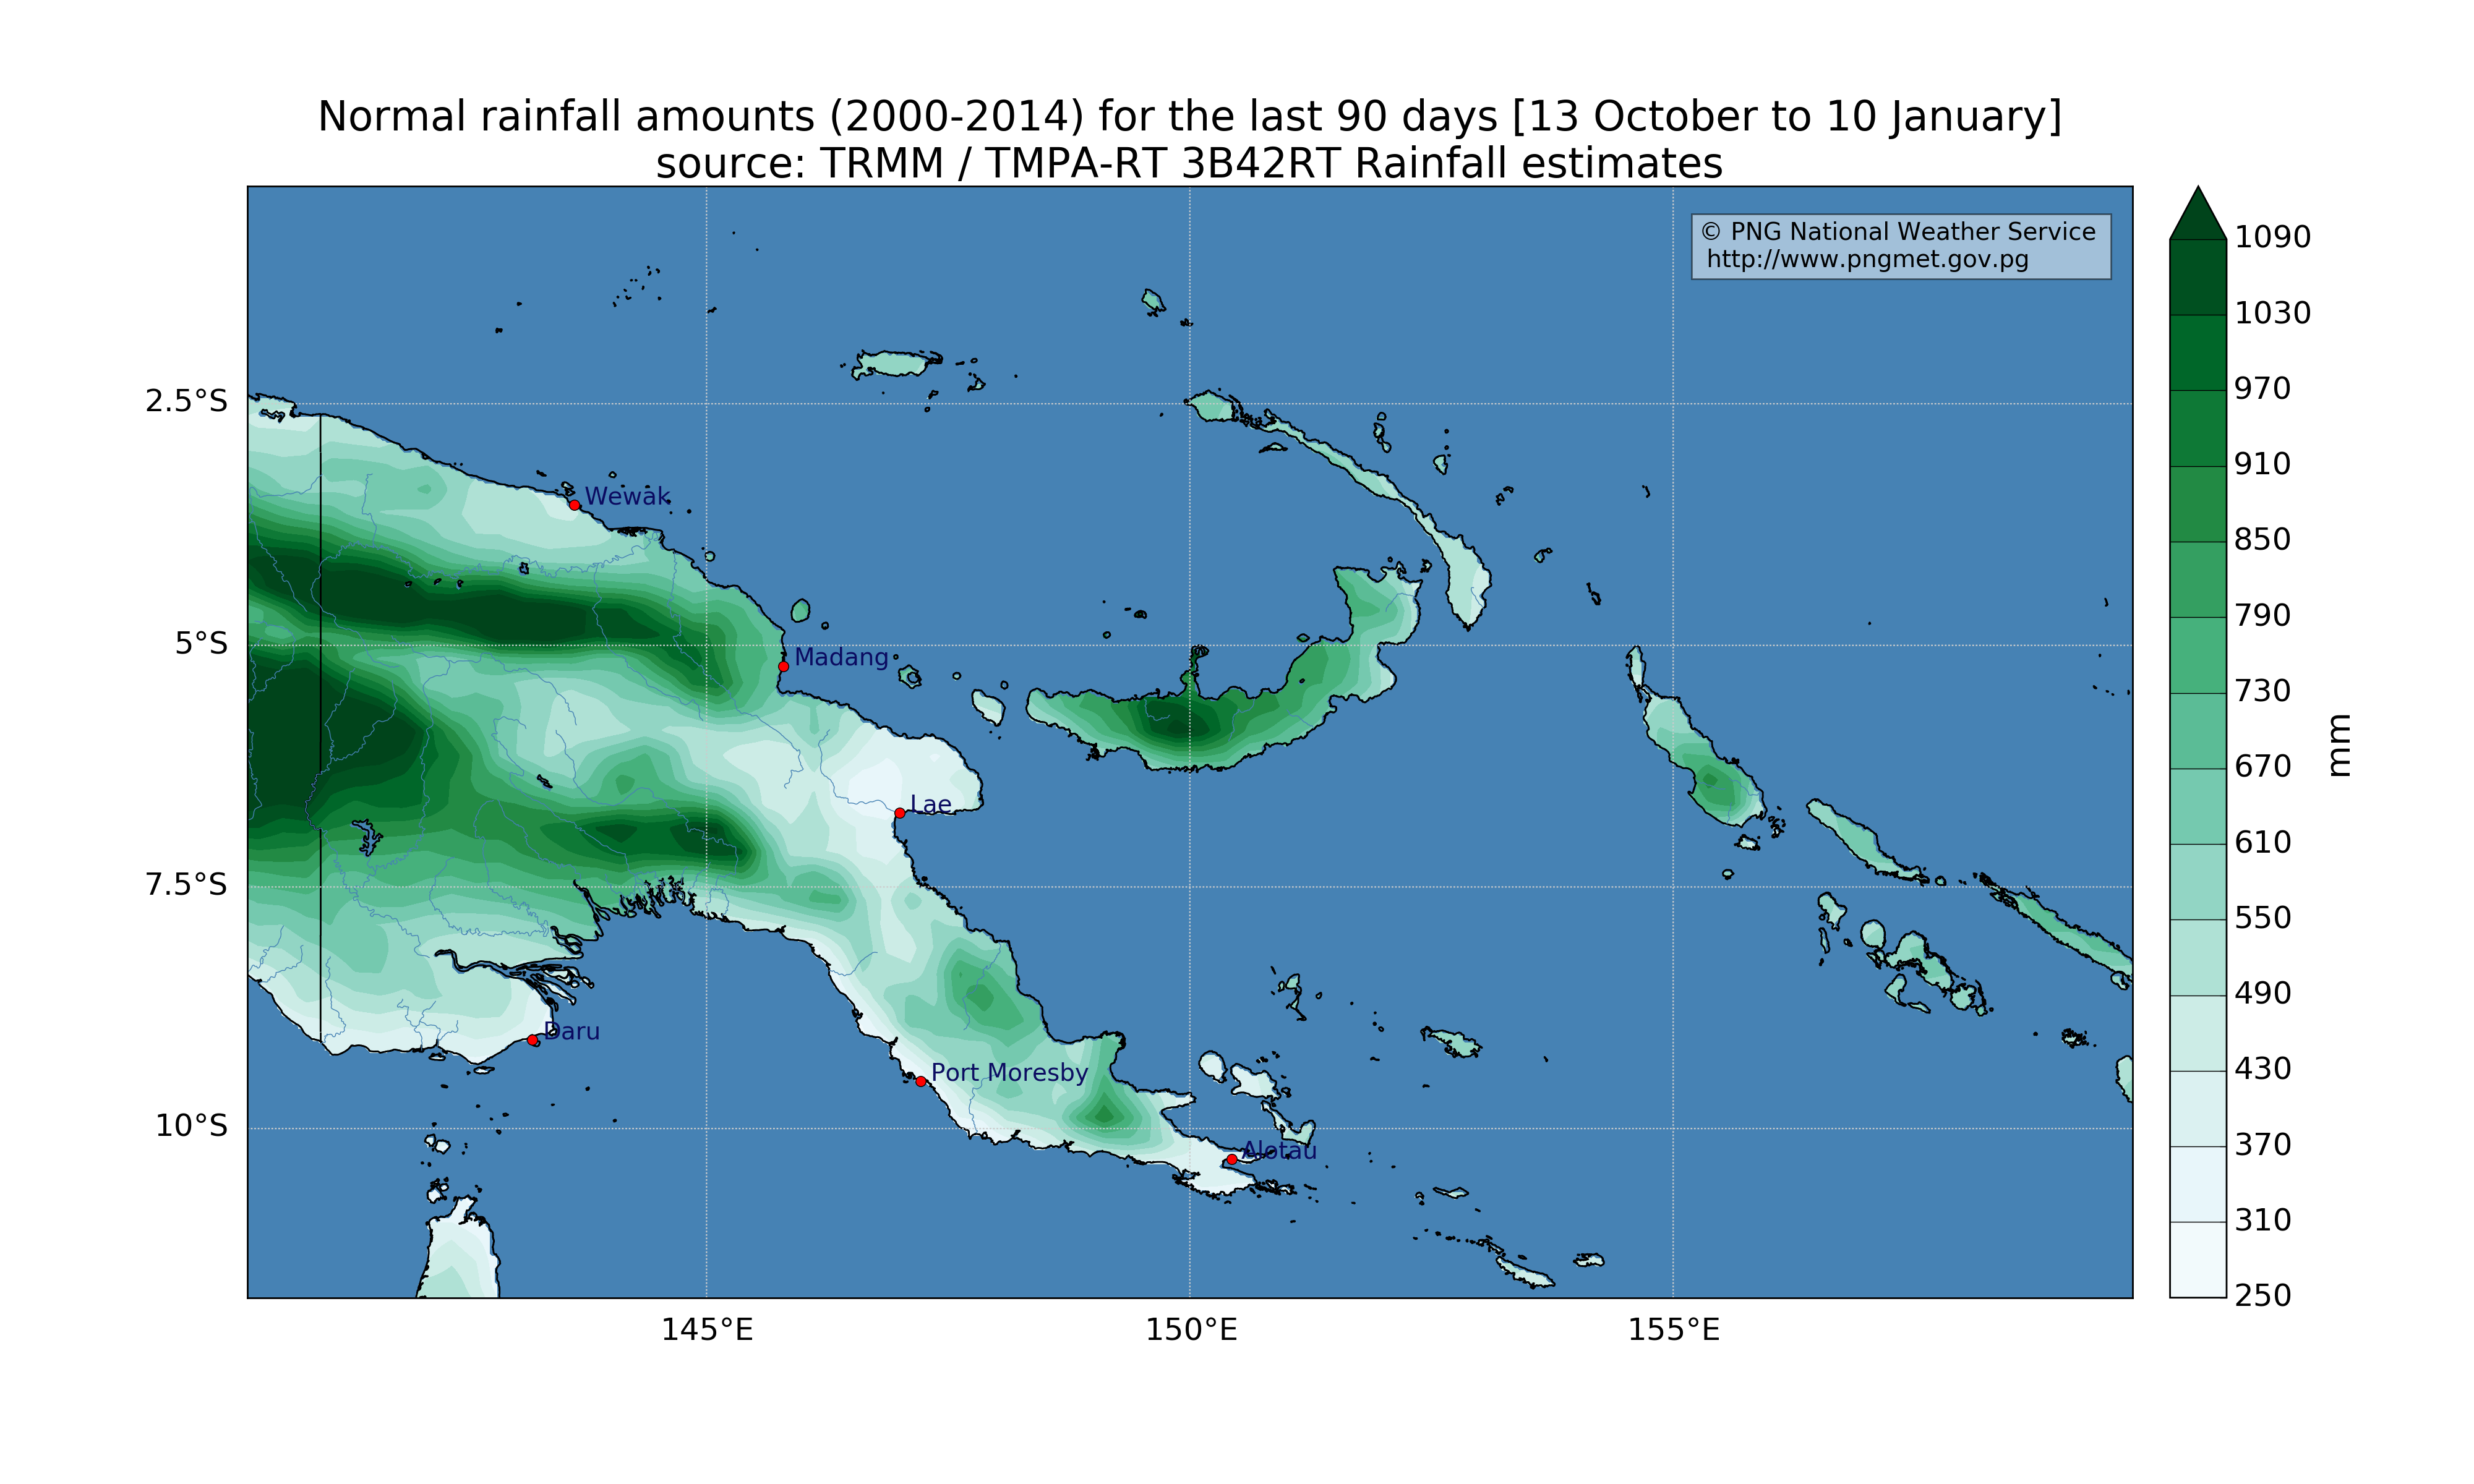 Normal rainfall amounts (2000-2014) for the last 90 days [13 October to 10 January]
source: TRMM / TMPA-RT 3B42RT Rainfall estimates
© PNG National Weather Service
http://www.pngmet.gov.pg
1090
1030
970
910
850
790
730
670
610
550
490
430
370
310
250
mm
2.5°S
5°S
7.5°S
10°S
Wewak
Madang
Lae
Daru
Port Moresby
Alotau
145°E
150°E
155°E